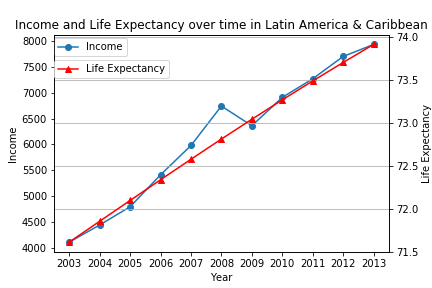 Income and Life Expectancy over time in Latin America & Caribbean
Income
Life Expectancy
8000
7500
7000
6500
6000
5500
5000
4500
4000
Income
74.0
73.5
73.0
72.5
72.0
71.5
Life Expectancy
2003 2004 2005 2006 2007 2008 2009 2010 2011 2012 2013
Year